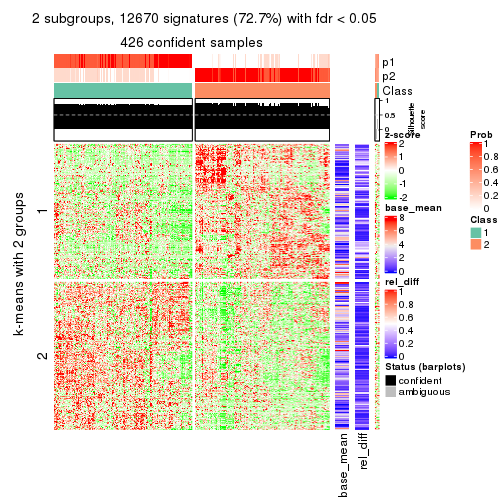 2 subgroups, 12670 signatures (72.7%) with fdr < 0.05
426 confident samples
p1
p2
Class
1
0.5
0
Silhouette
score
k-means with 2 groups
1
2
base_mean
rel_diff
z-score
2
1
0
-1
-2
base_mean
8
6
4
2
0
rel_diff
1
0.8
0.6
0.4
0.2
0
Status (barplots)
confident
ambiguous
Prob
1
0.8
0.6
0.4
0.2
0
Class
1
2